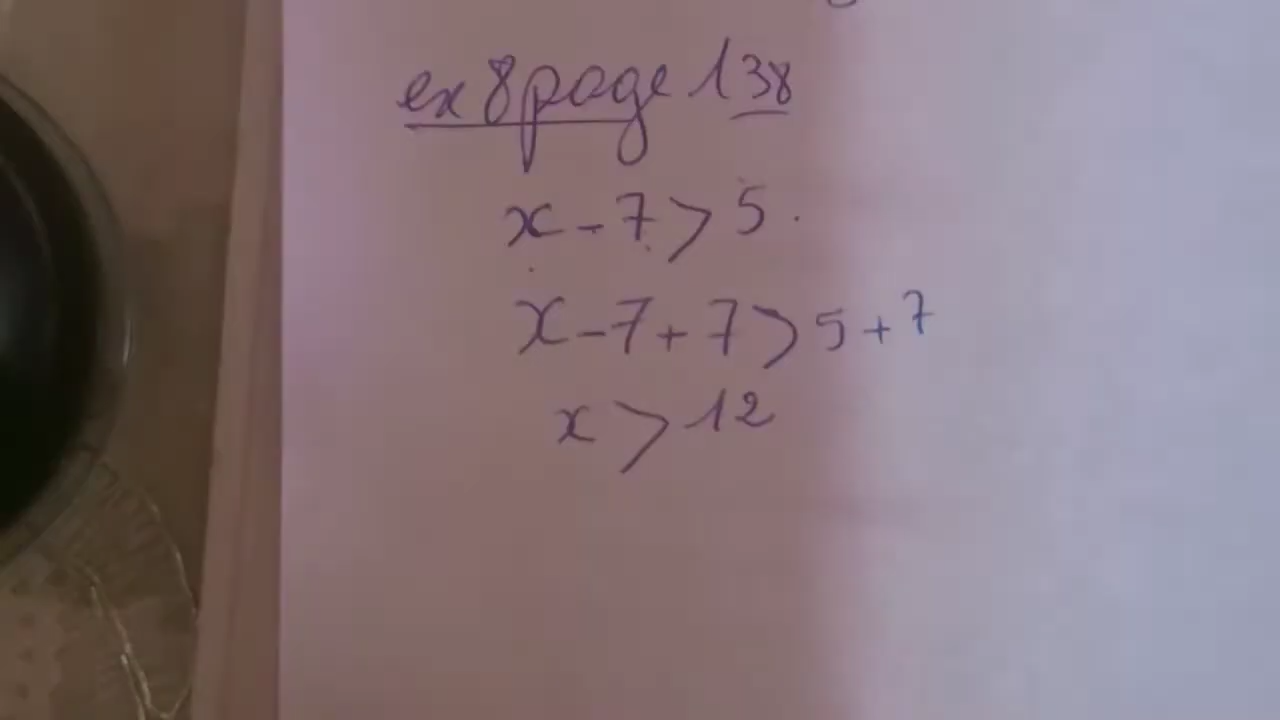 ex 8 page 138
x - 7 > 5
x - 7 + 7 > 5 + 7
x > 12